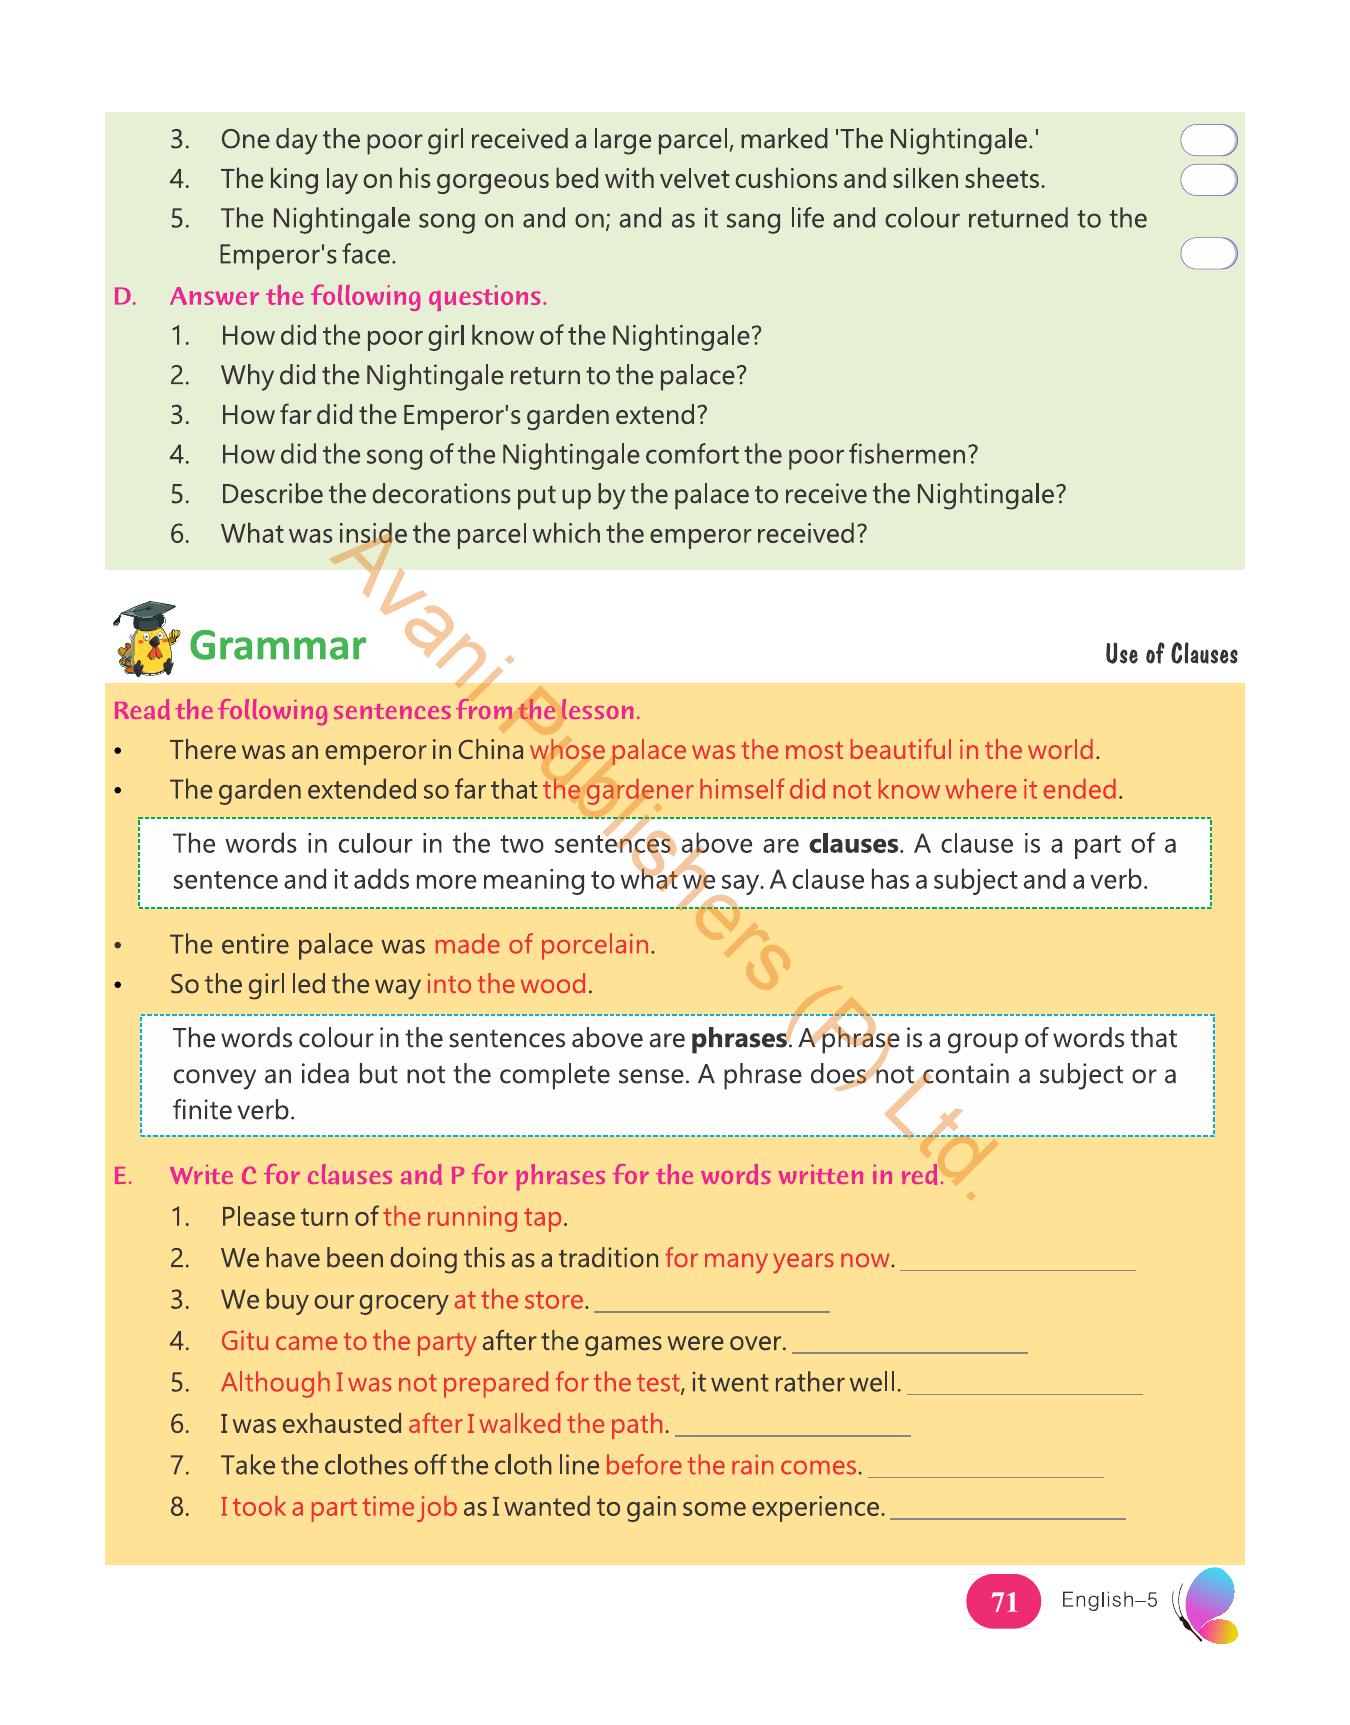 3. One day the poor girl received a large parcel, marked 'The Nightingale.'
4. The king lay on his gorgeous bed with velvet cushions and silken sheets.
5. The Nightingale song on and on; and as it sang life and colour returned to the
Emperor's face.
D. Answer the following questions.
1. How did the poor girl know of the Nightingale?
2. Why did the Nightingale return to the palace?
3. How far did the Emperor's garden extend?
4. How did the song of the Nightingale comfort the poor fishermen?
5. Describe the decorations put up by the palace to receive the Nightingale?
6. What was inside the parcel which the emperor received?
Grammar
Use of Clauses
Read the following sentences from the lesson.
• There was an emperor in China whose palace was the most beautiful in the world.
• The garden extended so far that the gardener himself did not know where it ended.
The words in culour in the two sentences above are clauses. A clause is a part of a
sentence and it adds more meaning to what we say. A clause has a subject and a verb.
• The entire palace was made of porcelain.
• So the girl led the way into the wood.
The words colour in the sentences above are phrases. A phrase is a group of words that
convey an idea but not the complete sense. A phrase does not contain a subject or a
finite verb.
E. Write C for clauses and P for phrases for the words written in red.
1. Please turn of the running tap.
2. We have been doing this as a tradition for many years now.
3. We buy our grocery at the store.
4. Gitu came to the party after the games were over.
5. Although I was not prepared for the test, it went rather well.
6. I was exhausted after I walked the path.
7. Take the clothes off the cloth line before the rain comes.
8. I took a part time job as I wanted to gain some experience.
71 English–5
Avani Publishers (P) Ltd.